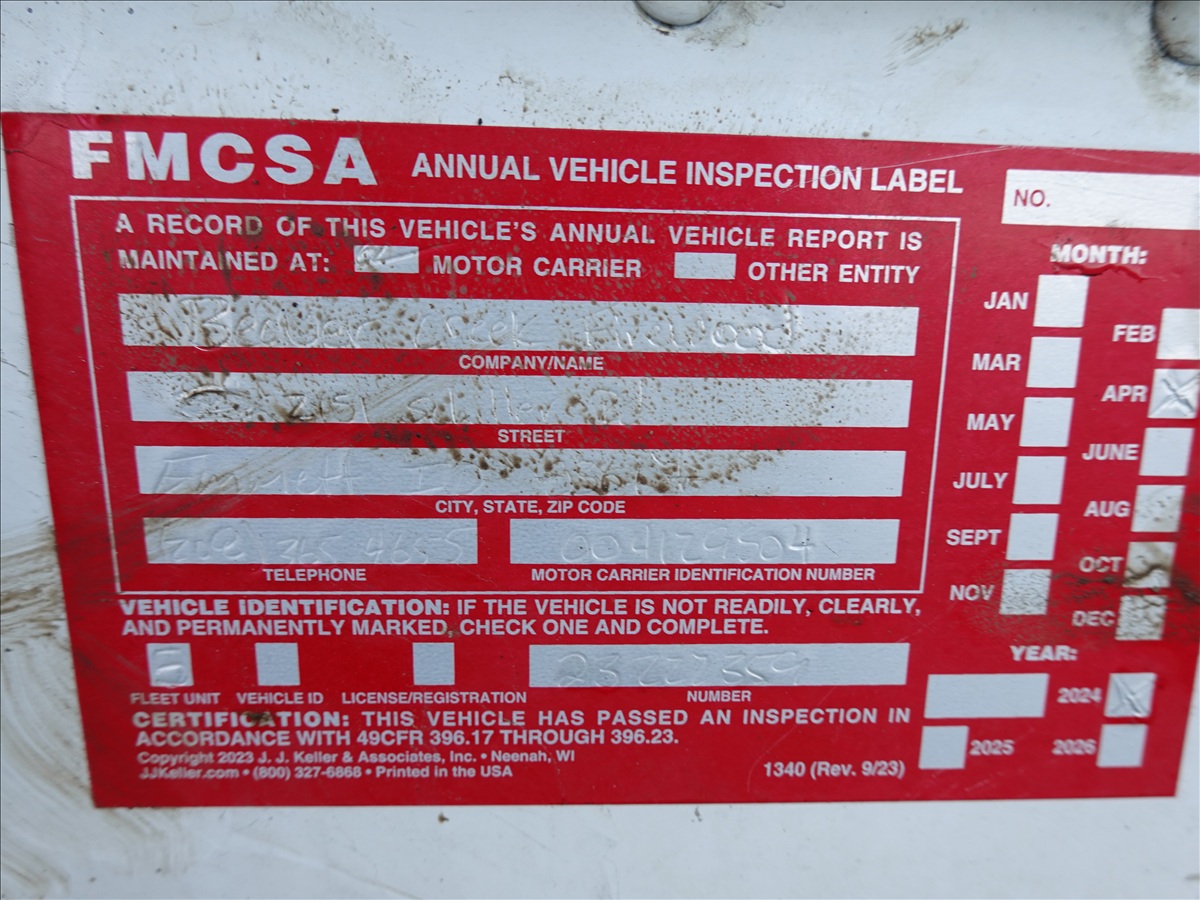 FMCSA ANNUAL VEHICLE INSPECTION LABEL
NO.
A RECORD OF THIS VEHICLE'S ANNUAL VEHICLE REPORT IS
MAINTAINED AT: MOTOR CARRIER OTHER ENTITY
Creek Firewood
COMPANY/NAME
STREET
Emmett
CITY, STATE, ZIP CODE
365 4655
TELEPHONE
MOTOR CARRIER IDENTIFICATION NUMBER
VEHICLE IDENTIFICATION: IF THE VEHICLE IS NOT READILY, CLEARLY,
AND PERMANENTLY MARKED, CHECK ONE AND COMPLETE.
5
FLEET UNIT VEHICLE ID LICENSE/REGISTRATION NUMBER
CERTIFICATION: THIS VEHICLE HAS PASSED AN INSPECTION IN
ACCORDANCE WITH 49CFR 396.17 THROUGH 396.23.
Copyright 2023 J. J. Keller & Associates, Inc. • Neenah, WI
JJKeller.com • (800) 327-6868 • Printed in the USA
1340 (Rev. 9/23)
MONTH:
JAN
FEB
MAR
APR X
MAY
JUNE
JULY
AUG
SEPT
OCT
NOV
DEC
YEAR:
2024 X
2025 2026